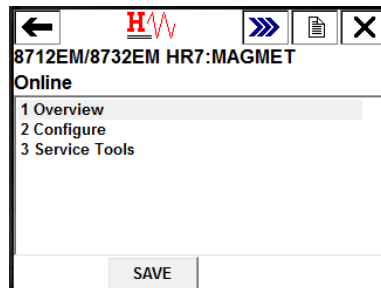 H
8712EM/8732EM HR7:MAGMET
Online
1 Overview
2 Configure
3 Service Tools
SAVE